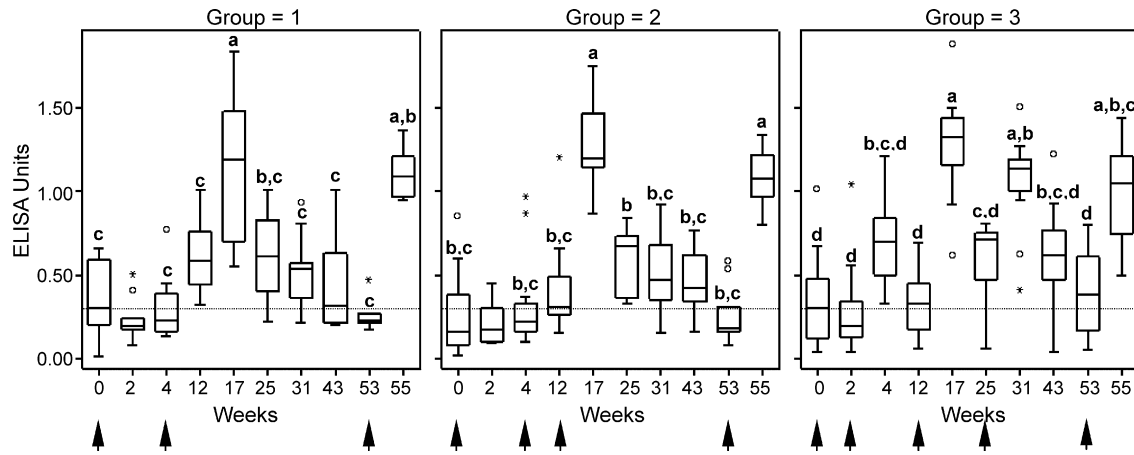 Group = 1 Group = 2 Group = 3
ELISA Units
1.50
1.00
0.50
0.00
c c c a b,c c c c a,b
b,c b,c b,c a b b,c b,c b,c a
d d b,c,d d a c,d a,b b,c,d d a,b,c
0 2 4 12 17 25 31 43 53 55
0 2 4 12 17 25 31 43 53 55
0 2 4 12 17 25 31 43 53 55
Weeks Weeks Weeks